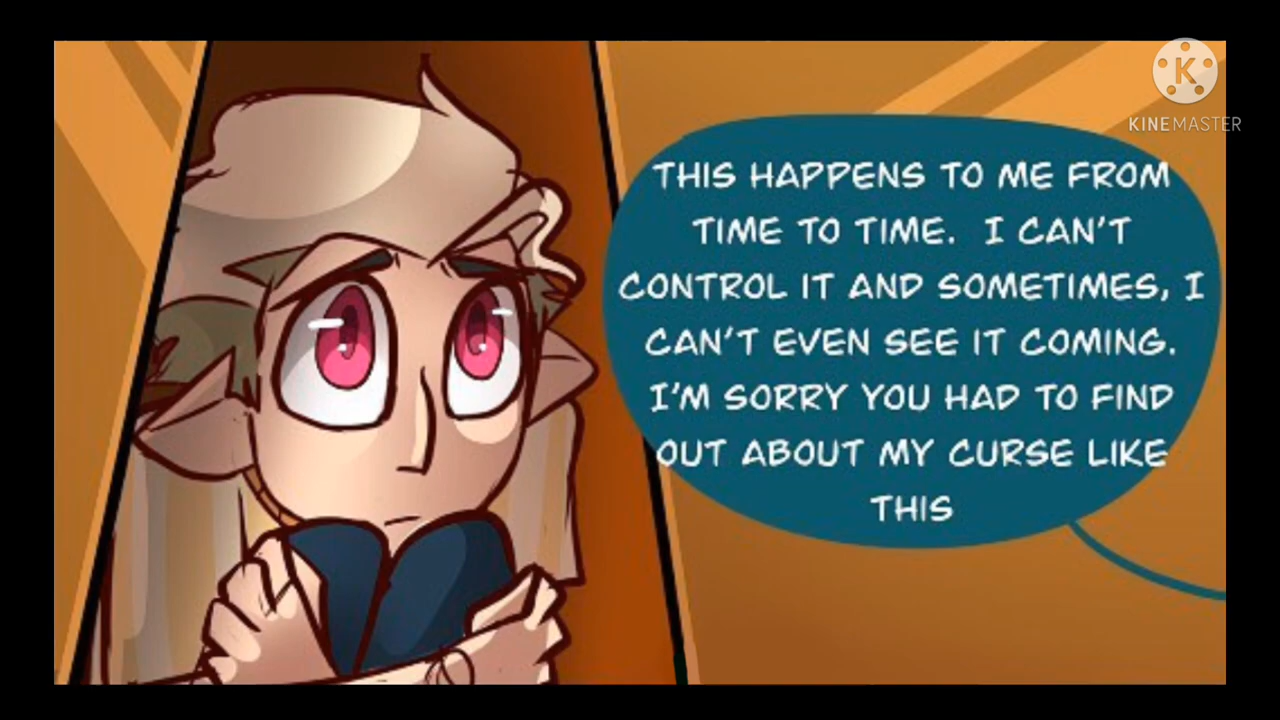 KINEMASTER
THIS HAPPENS TO ME FROM
TIME TO TIME. I CAN'T
CONTROL IT AND SOMETIMES, I
CAN'T EVEN SEE IT COMING.
I'M SORRY YOU HAD TO FIND
OUT ABOUT MY CURSE LIKE
THIS